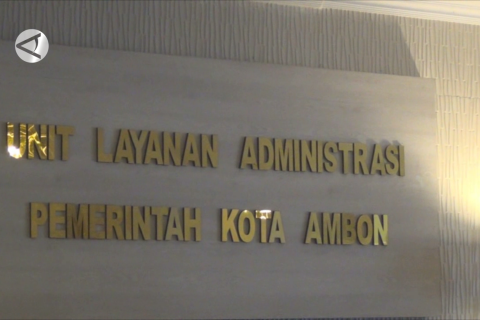 UNIT LAYANAN ADMINISTRASI
PEMERINTAH KOTA AMBON